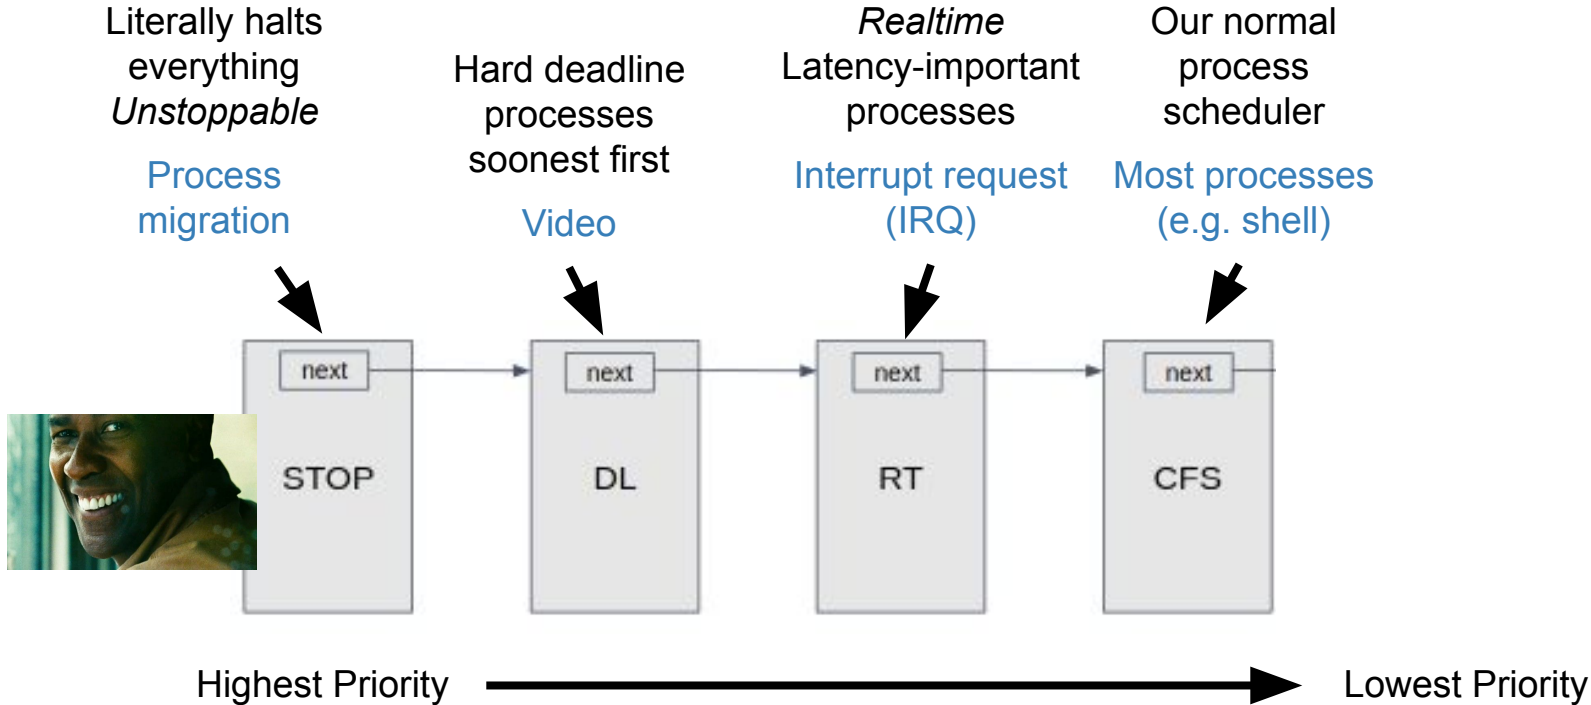 Literally halts
everything
Unstoppable
Process
migration
Hard deadline
processes
soonest first
Video
Realtime
Latency-important
processes
Interrupt request
(IRQ)
Our normal
process
scheduler
Most processes
(e.g. shell)
next
next
next
next
STOP
DL
RT
CFS
Highest Priority
Lowest Priority